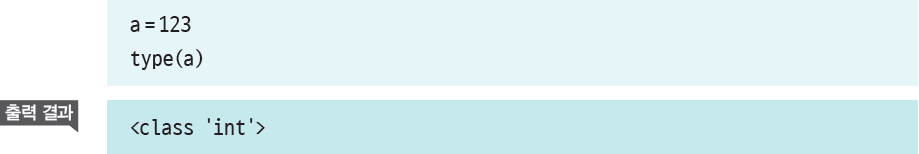 a = 123
type(a)
출력 결과
<class 'int'>